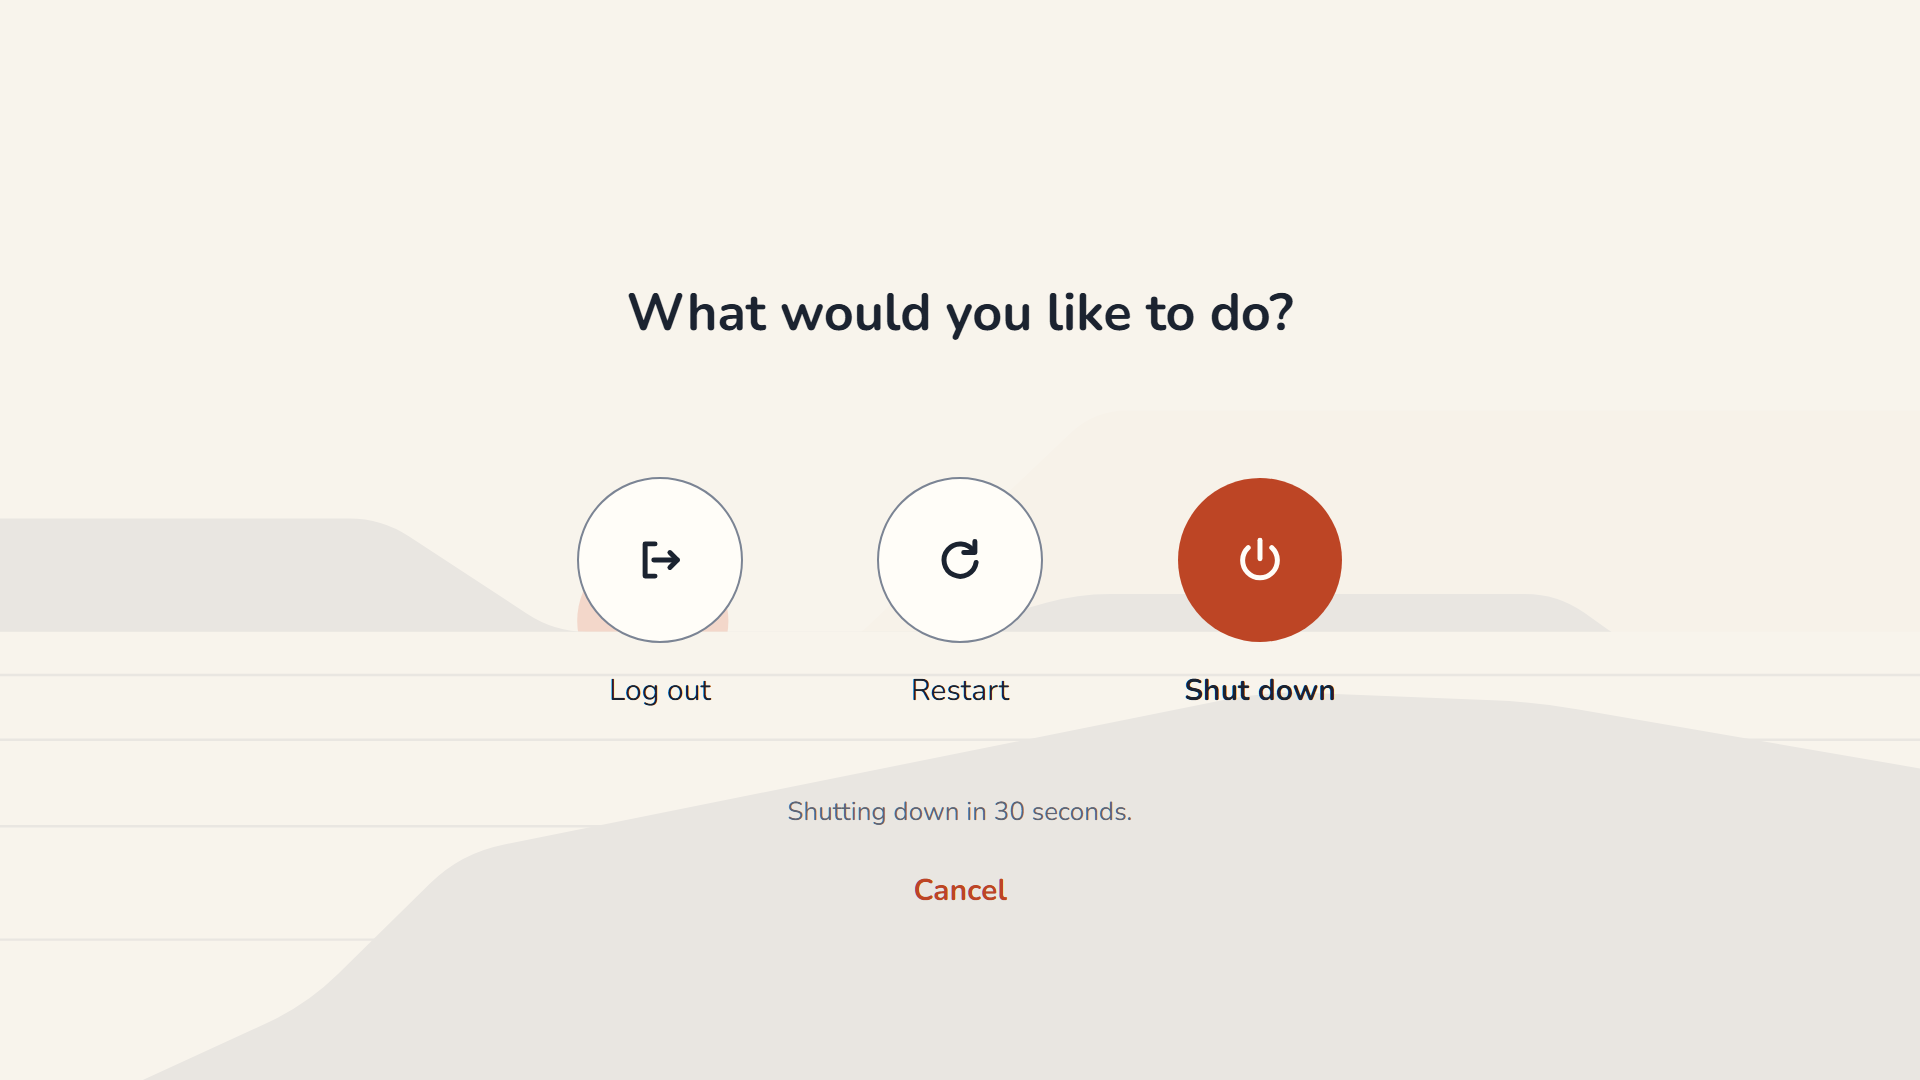 What would you like to do?
Log out
Restart
Shut down
Shutting down in 30 seconds.
Cancel